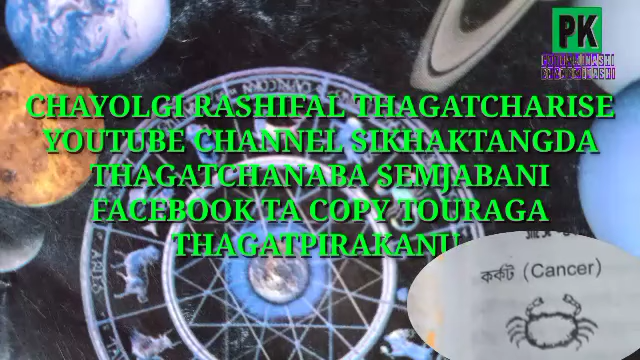 PK
CHAYOLGI RASHIFAL THAGATCHARISE
YOUTUBE CHANNEL SIKHAKTANGDA
THAGATCHANABA SEMJABANI
FACEBOOK TA COPY TOURAGA
THAGATPIRAKANU
কর্কট (Cancer)